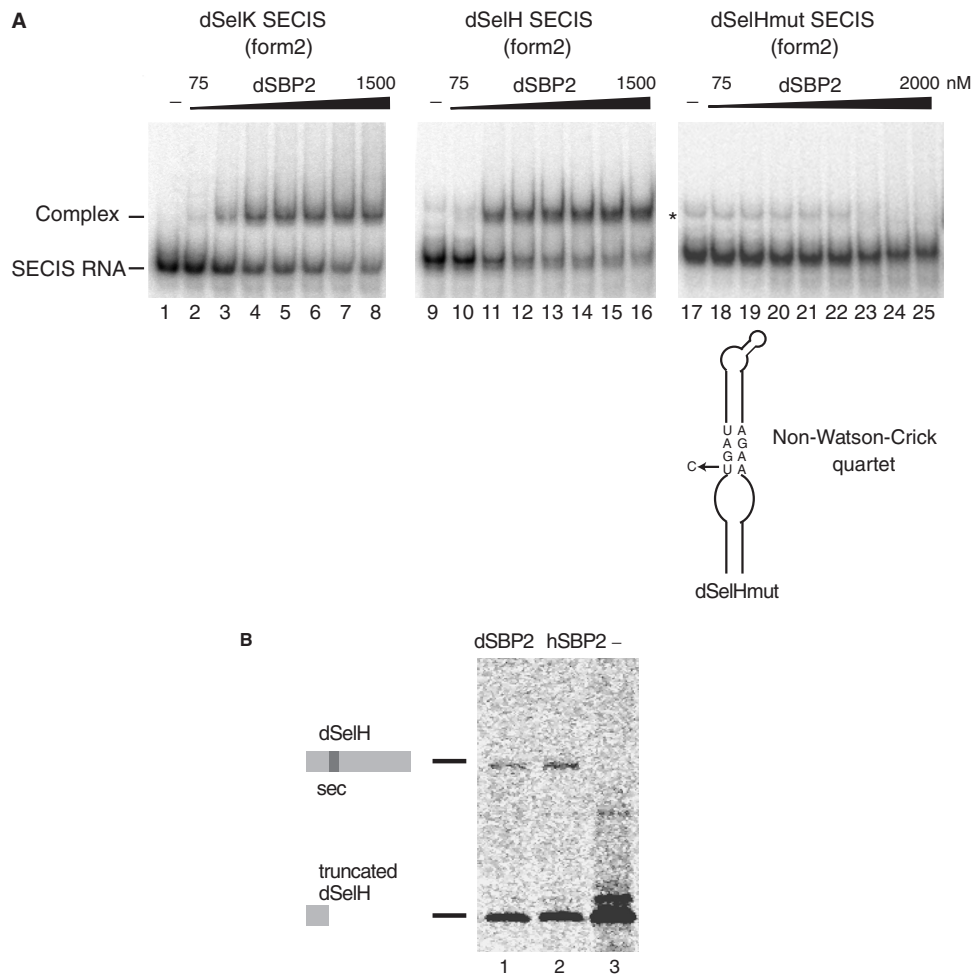 A
dSelK SECIS
(form2)
75 dSBP2 1500
–
dSelH SECIS
(form2)
75 dSBP2 1500
–
dSelHmut SECIS
(form2)
75 dSBP2 2000 nM
–
Complex
*
SECIS RNA
1 2 3 4 5 6 7 8
9 10 11 12 13 14 15 16
17 18 19 20 21 22 23 24 25
U A
A G
G A
C U A
Non-Watson-Crick
quartet
dSelHmut
B
dSBP2 hSBP2 –
dSelH
sec
truncated
dSelH
1 2 3